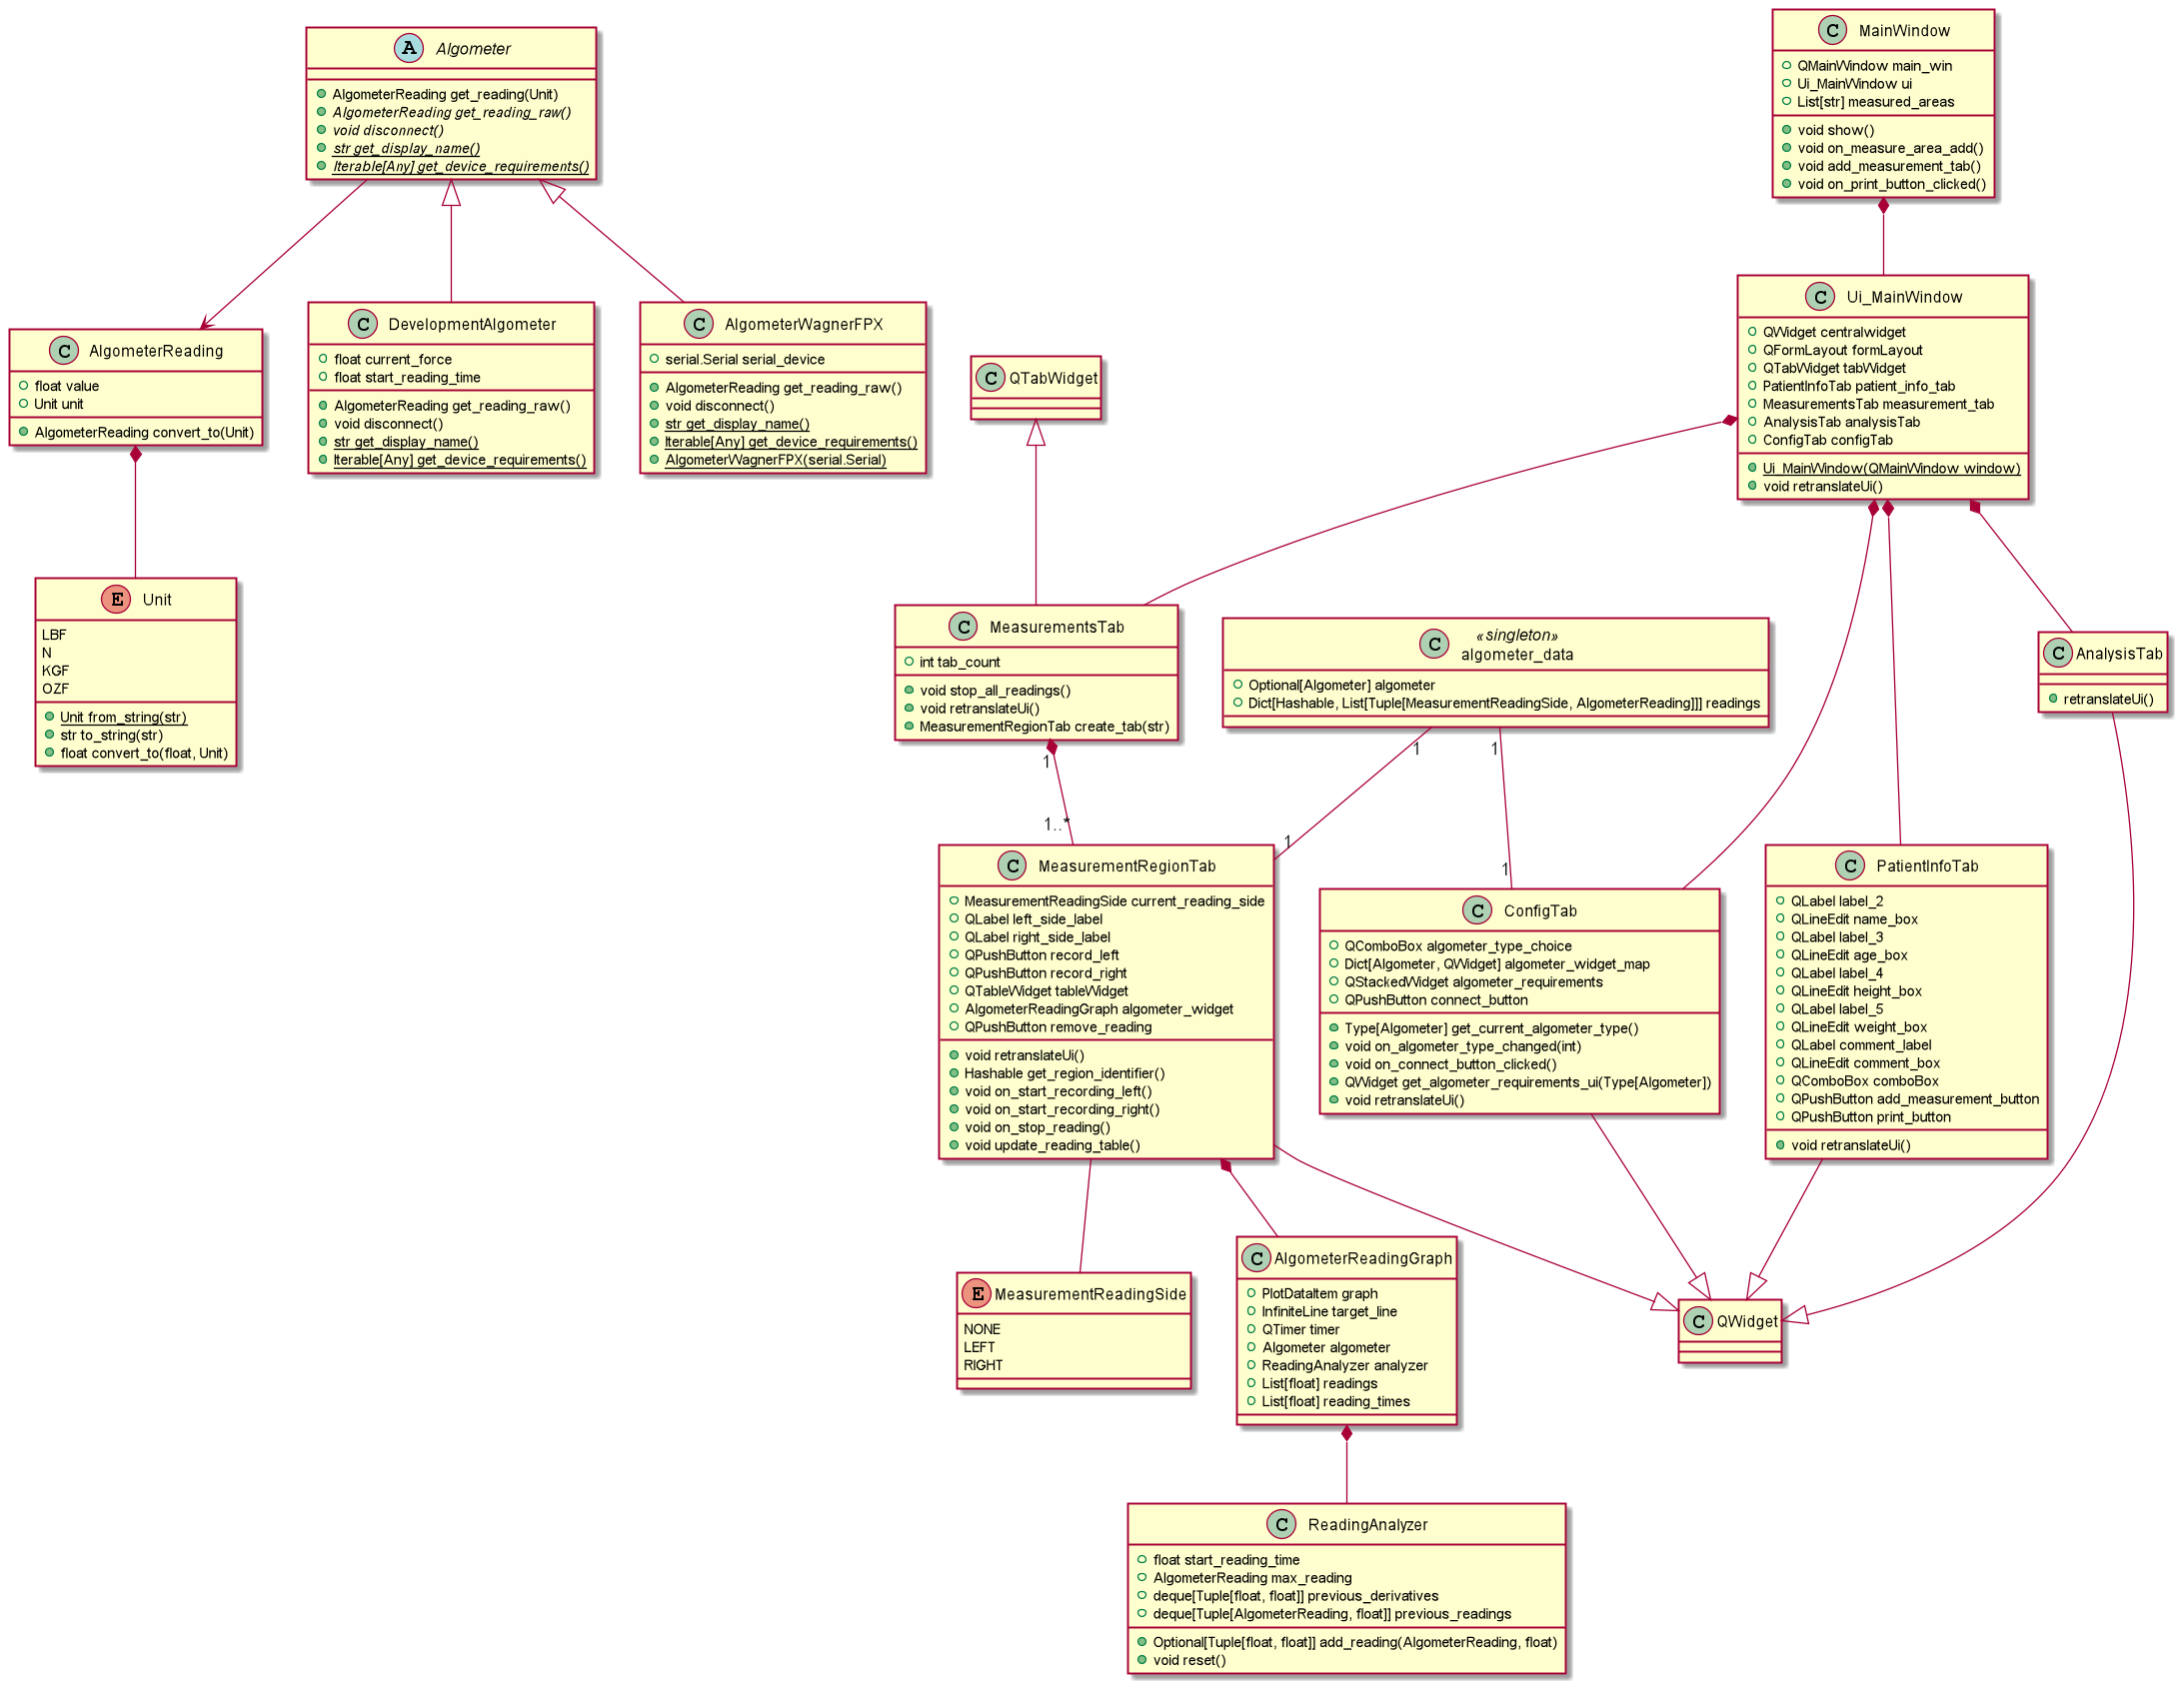 A Algometer
AlgometerReading get_reading(Unit)
AlgometerReading get_reading_raw()
void disconnect()
str get_display_name()
Iterable[Any] get_device_requirements()
C MainWindow
QMainWindow main_win
Ui_MainWindow ui
List[str] measured_areas
void show()
void on_measure_area_add()
void add_measurement_tab()
void on_print_button_clicked()
C AlgometerReading
float value
Unit unit
AlgometerReading convert_to(Unit)
C DevelopmentAlgometer
float current_force
float start_reading_time
AlgometerReading get_reading_raw()
void disconnect()
str get_display_name()
Iterable[Any] get_device_requirements()
C AlgometerWagnerFPX
serial.Serial serial_device
AlgometerReading get_reading_raw()
void disconnect()
str get_display_name()
Iterable[Any] get_device_requirements()
AlgometerWagnerFPX(serial.Serial)
C QTabWidget
C Ui_MainWindow
QWidget centralwidget
QFormLayout formLayout
QTabWidget tabWidget
PatientInfoTab patient_info_tab
MeasurementsTab measurement_tab
AnalysisTab analysisTab
ConfigTab configTab
Ui_MainWindow(QMainWindow window)
void retranslateUi()
E Unit
LBF
N
KGF
OZF
Unit from_string(str)
str to_string(str)
float convert_to(float, Unit)
C MeasurementsTab
int tab_count
void stop_all_readings()
void retranslateUi()
MeasurementRegionTab create_tab(str)
C «singleton»
algometer_data
Optional[Algometer] algometer
Dict[Hashable, List[Tuple[MeasurementReadingSide, AlgometerReading]]] readings
C AnalysisTab
retranslateUi()
1
1..*
1
1
1
1
C MeasurementRegionTab
MeasurementReadingSide current_reading_side
QLabel left_side_label
QLabel right_side_label
QPushButton record_left
QPushButton record_right
QTableWidget tableWidget
AlgometerReadingGraph algometer_widget
QPushButton remove_reading
void retranslateUi()
Hashable get_region_identifier()
void on_start_recording_left()
void on_start_recording_right()
void on_stop_reading()
void update_reading_table()
C ConfigTab
QComboBox algometer_type_choice
Dict[Algometer, QWidget] algometer_widget_map
QStackedWidget algometer_requirements
QPushButton connect_button
Type[Algometer] get_current_algometer_type()
void on_algometer_type_changed(int)
void on_connect_button_clicked()
QWidget get_algometer_requirements_ui(Type[Algometer])
void retranslateUi()
C PatientInfoTab
QLabel label_2
QLineEdit name_box
QLabel label_3
QLineEdit age_box
QLabel label_4
QLineEdit height_box
QLabel label_5
QLineEdit weight_box
QLabel comment_label
QLineEdit comment_box
QComboBox comboBox
QPushButton add_measurement_button
QPushButton print_button
void retranslateUi()
E MeasurementReadingSide
NONE
LEFT
RIGHT
C AlgometerReadingGraph
PlotDataItem graph
InfiniteLine target_line
QTimer timer
Algometer algometer
ReadingAnalyzer analyzer
List[float] readings
List[float] reading_times
C QWidget
C ReadingAnalyzer
float start_reading_time
AlgometerReading max_reading
deque[Tuple[float, float]] previous_derivatives
deque[Tuple[AlgometerReading, float]] previous_readings
Optional[Tuple[float, float]] add_reading(AlgometerReading, float)
void reset()